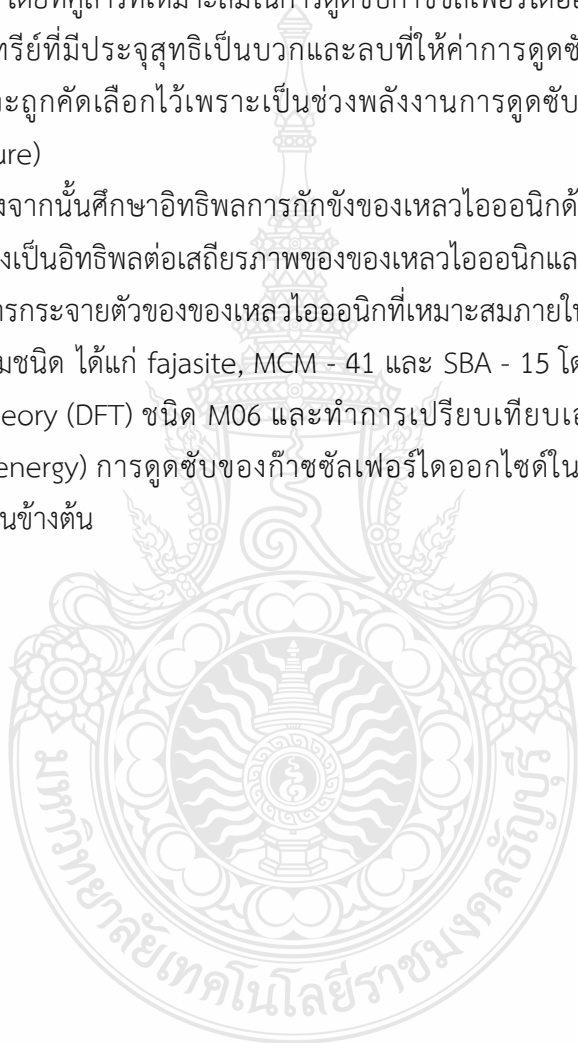 โดยที่คู่สารที่เหมาะสมในการดูดซับก๊าซซัลเฟอร์ไดออ
ทรีย์ที่มีประจุสุทธิเป็นบวกและลบที่ให้ค่าการดูดซั
ะถูกคัดเลือกไว้เพราะเป็นช่วงพลังงานการดูดซับ
ure)
งจากนั้นศึกษาอิทธิพลการกักขังของเหลวไอออนิกด้
งเป็นอิทธิพลต่อเสถียรภาพของของเหลวไอออนิกและ
ารกระจายตัวของของเหลวไอออนิกที่เหมาะสมภายใ
มชนิด ได้แก่ fajasite, MCM - 41 และ SBA - 15 โด
eory (DFT) ชนิด M06 และทำการเปรียบเทียบเส
energy) การดูดซับของก๊าซซัลเฟอร์ไดออกไซด์ใน
นข้างต้น
มหาวิทยาลัยเทคโนโลยีราชมงคลธัญบุรี